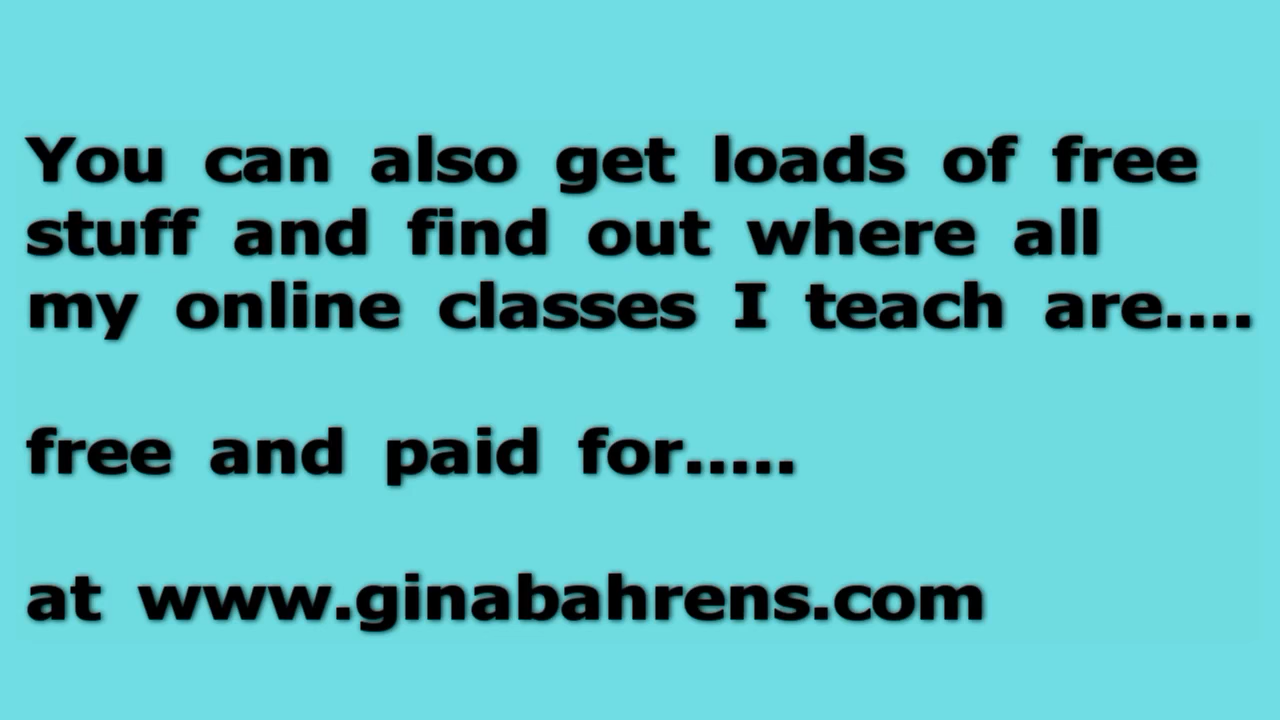 You can also get loads of free
stuff and find out where all
my online classes I teach are....
free and paid for.....
at www.ginabahrens.com